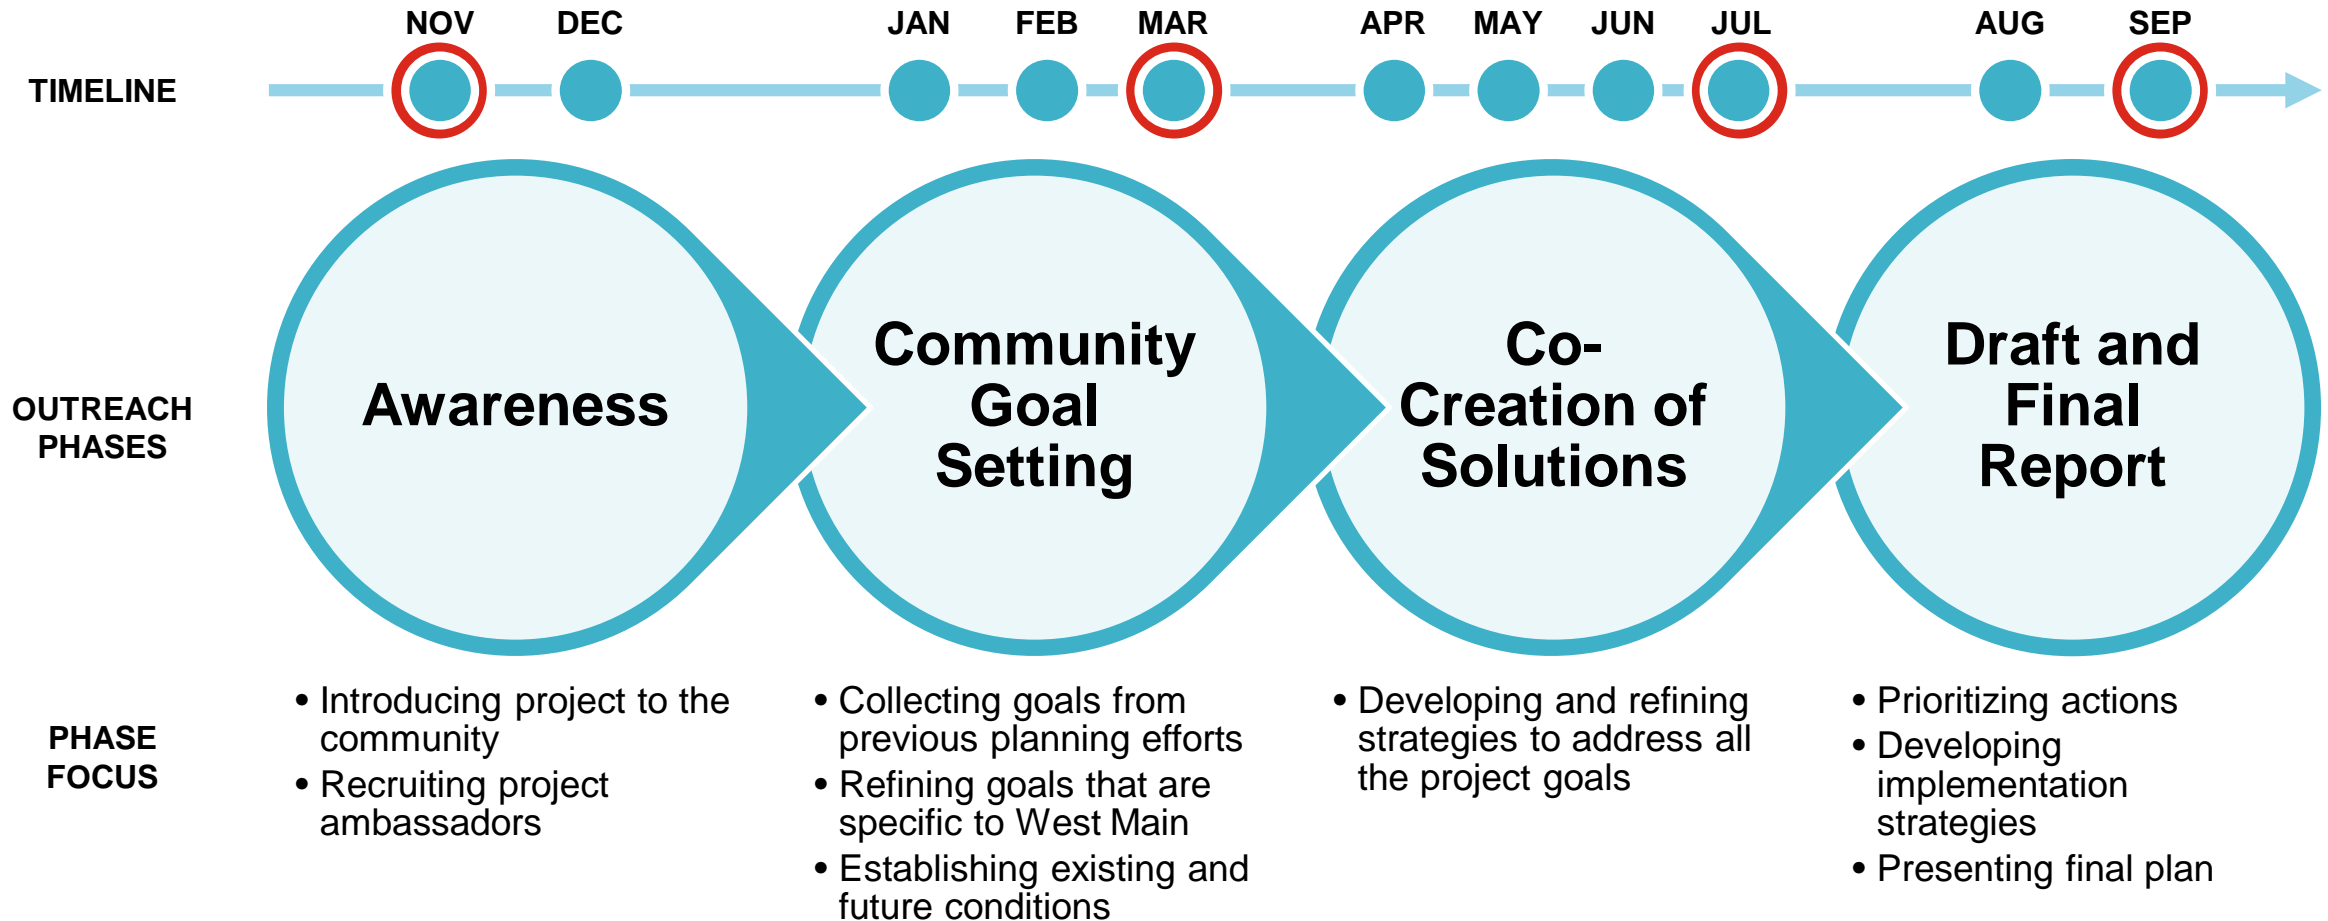 NOV DEC JAN FEB MAR APR MAY JUN JUL AUG SEP
TIMELINE
OUTREACH
PHASES
Awareness
Community
Goal
Setting
Co-
Creation of
Solutions
Draft and
Final
Report
PHASE
FOCUS
• Introducing project to the
community
• Recruiting project
ambassadors
• Collecting goals from
previous planning efforts
• Refining goals that are
specific to West Main
• Establishing existing and
future conditions
• Developing and refining
strategies to address all
the project goals
• Prioritizing actions
• Developing
implementation
strategies
• Presenting final plan